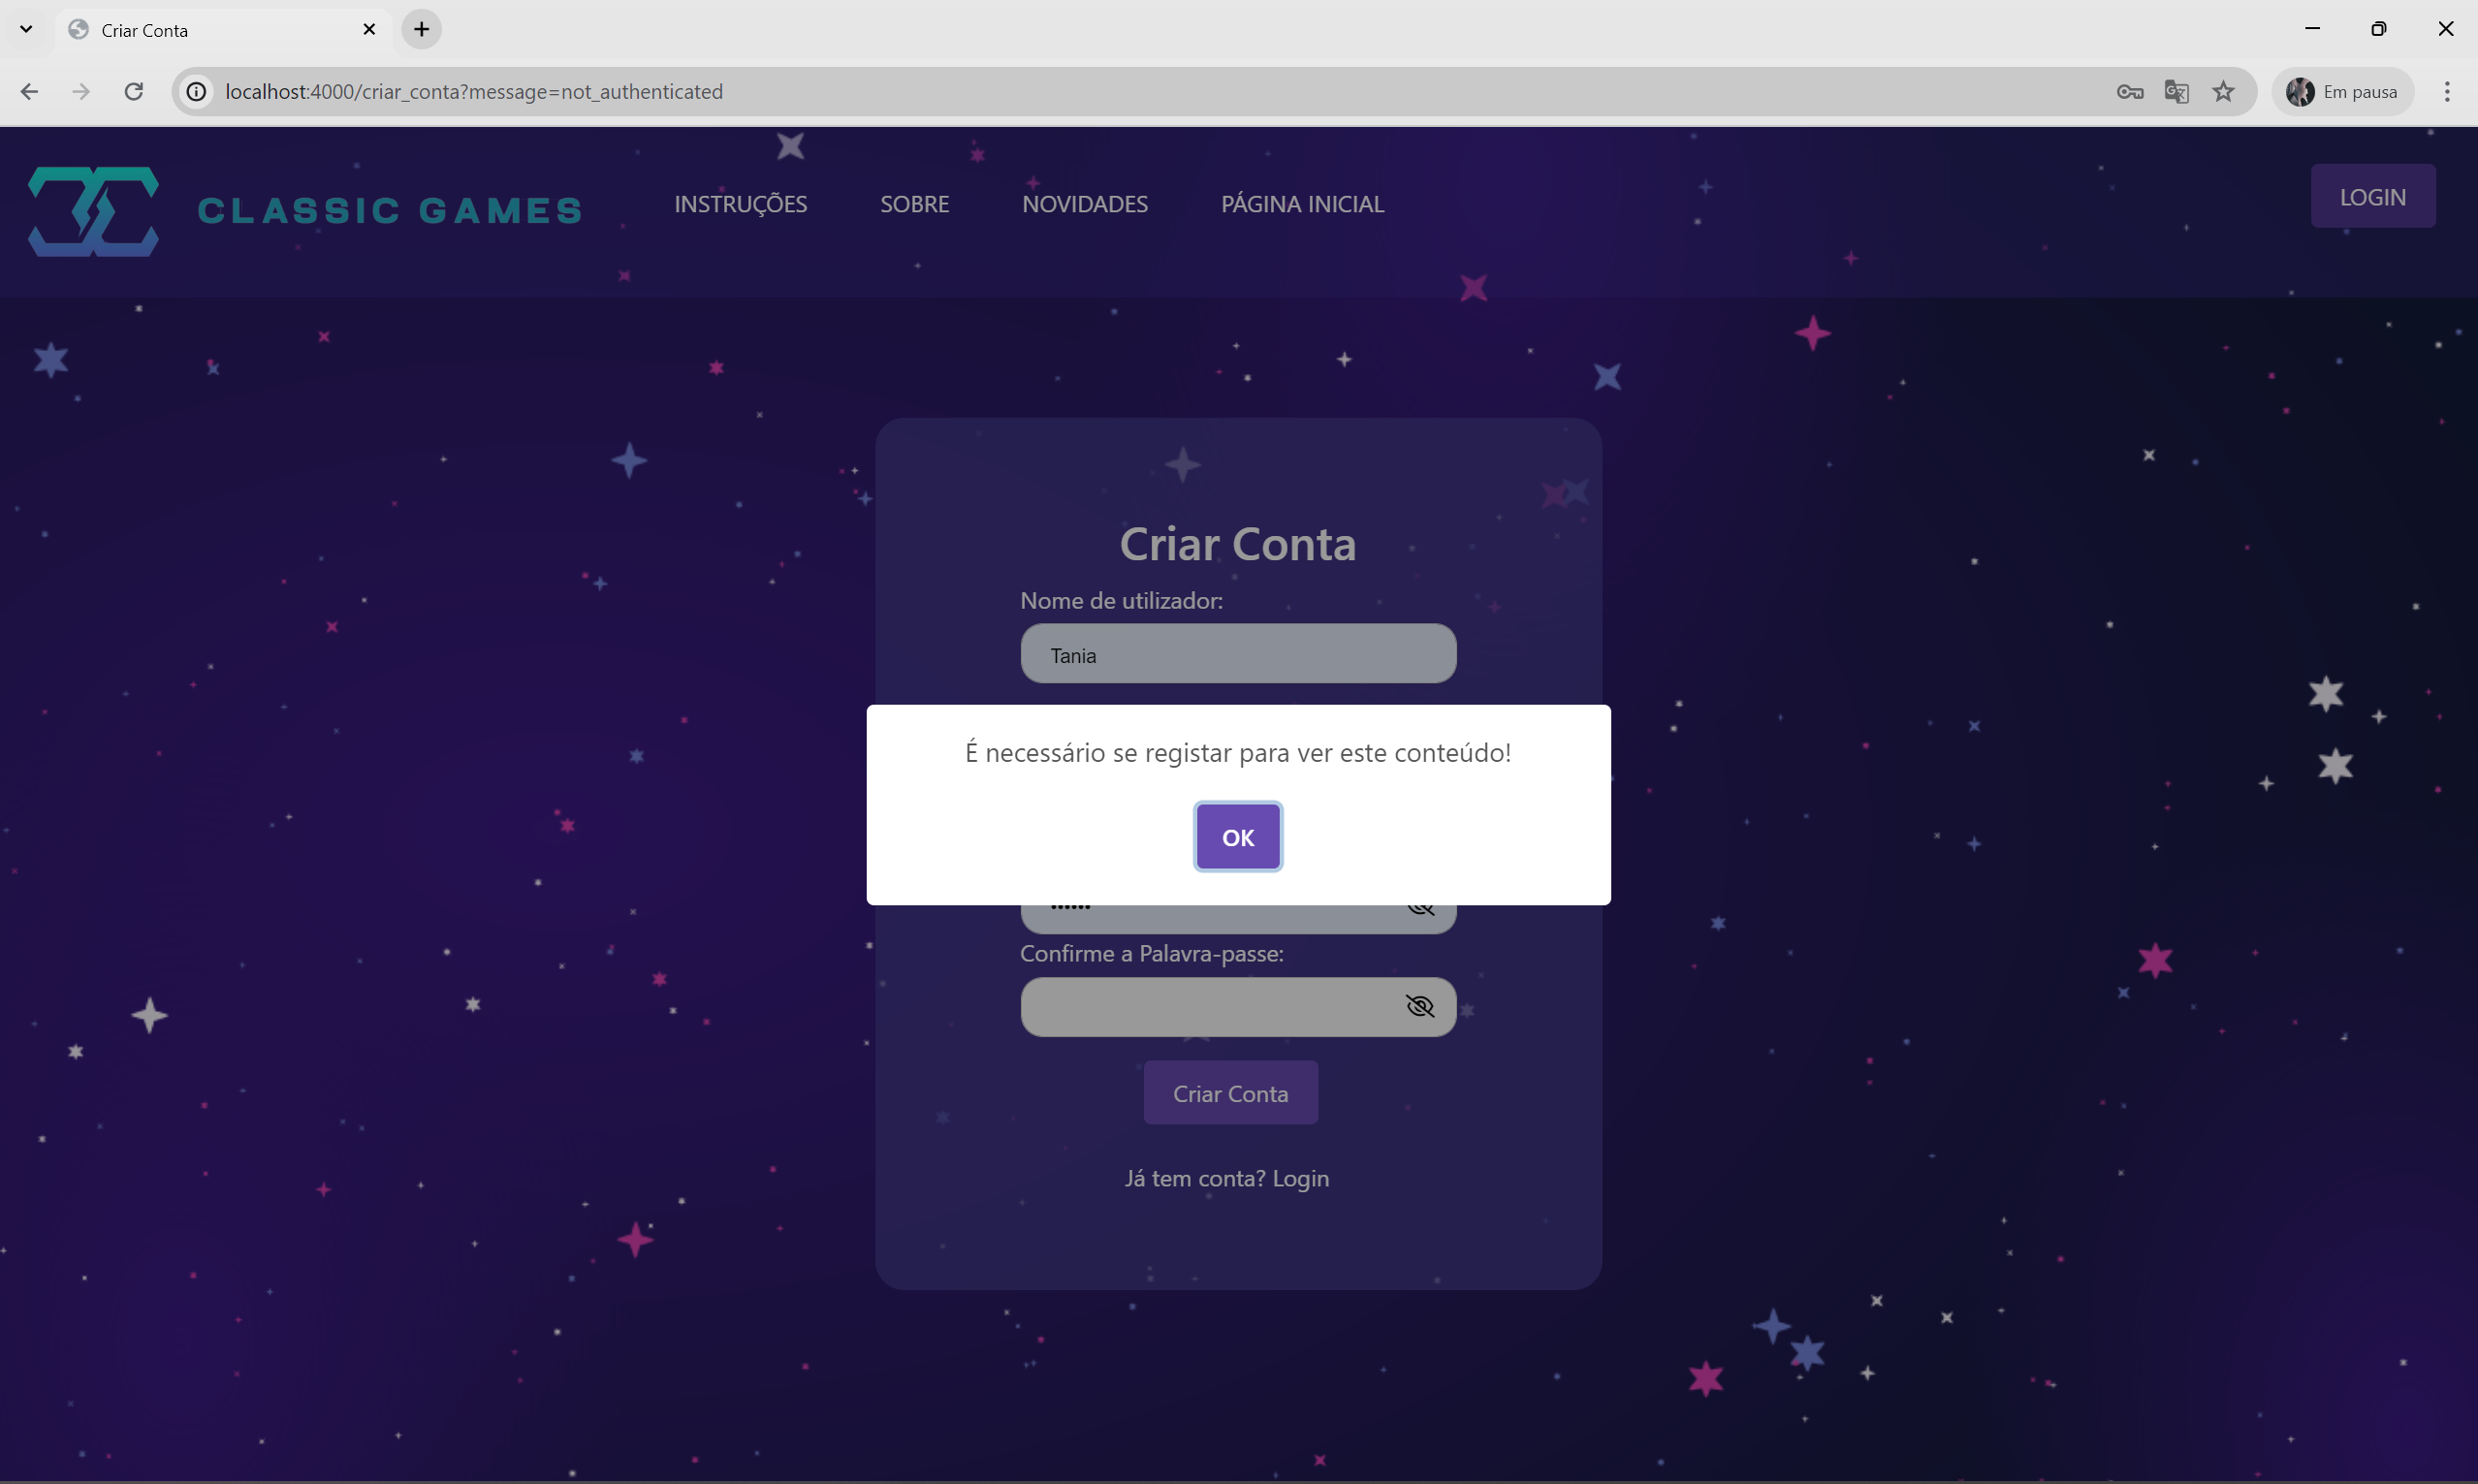 Criar Conta
localhost:4000/criar_conta?message=not_authenticated
Em pausa
CLASSIC GAMES
INSTRUÇÕES
SOBRE
NOVIDADES
PÁGINA INICIAL
LOGIN
Criar Conta
Nome de utilizador:
Tania
É necessário se registar para ver este conteúdo!
OK
Confirme a Palavra-passe:
Criar Conta
Já tem conta? Login